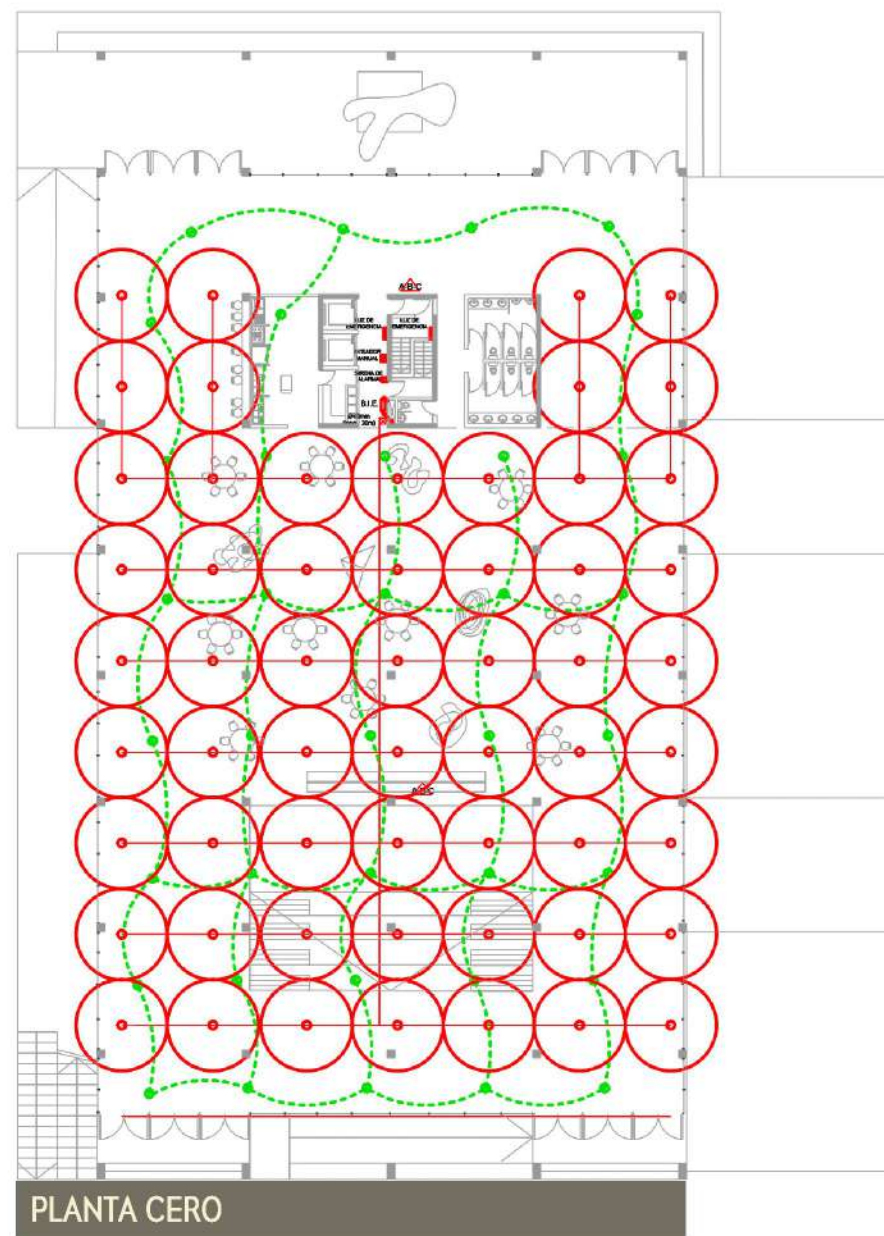 A B C
LUZ DE
EMERGENCIA
LUZ DE
EMERGENCIA
PULSADOR
MANUAL
SIRENA DE
ALARMA
B.I.E.
A B C
PLANTA CERO